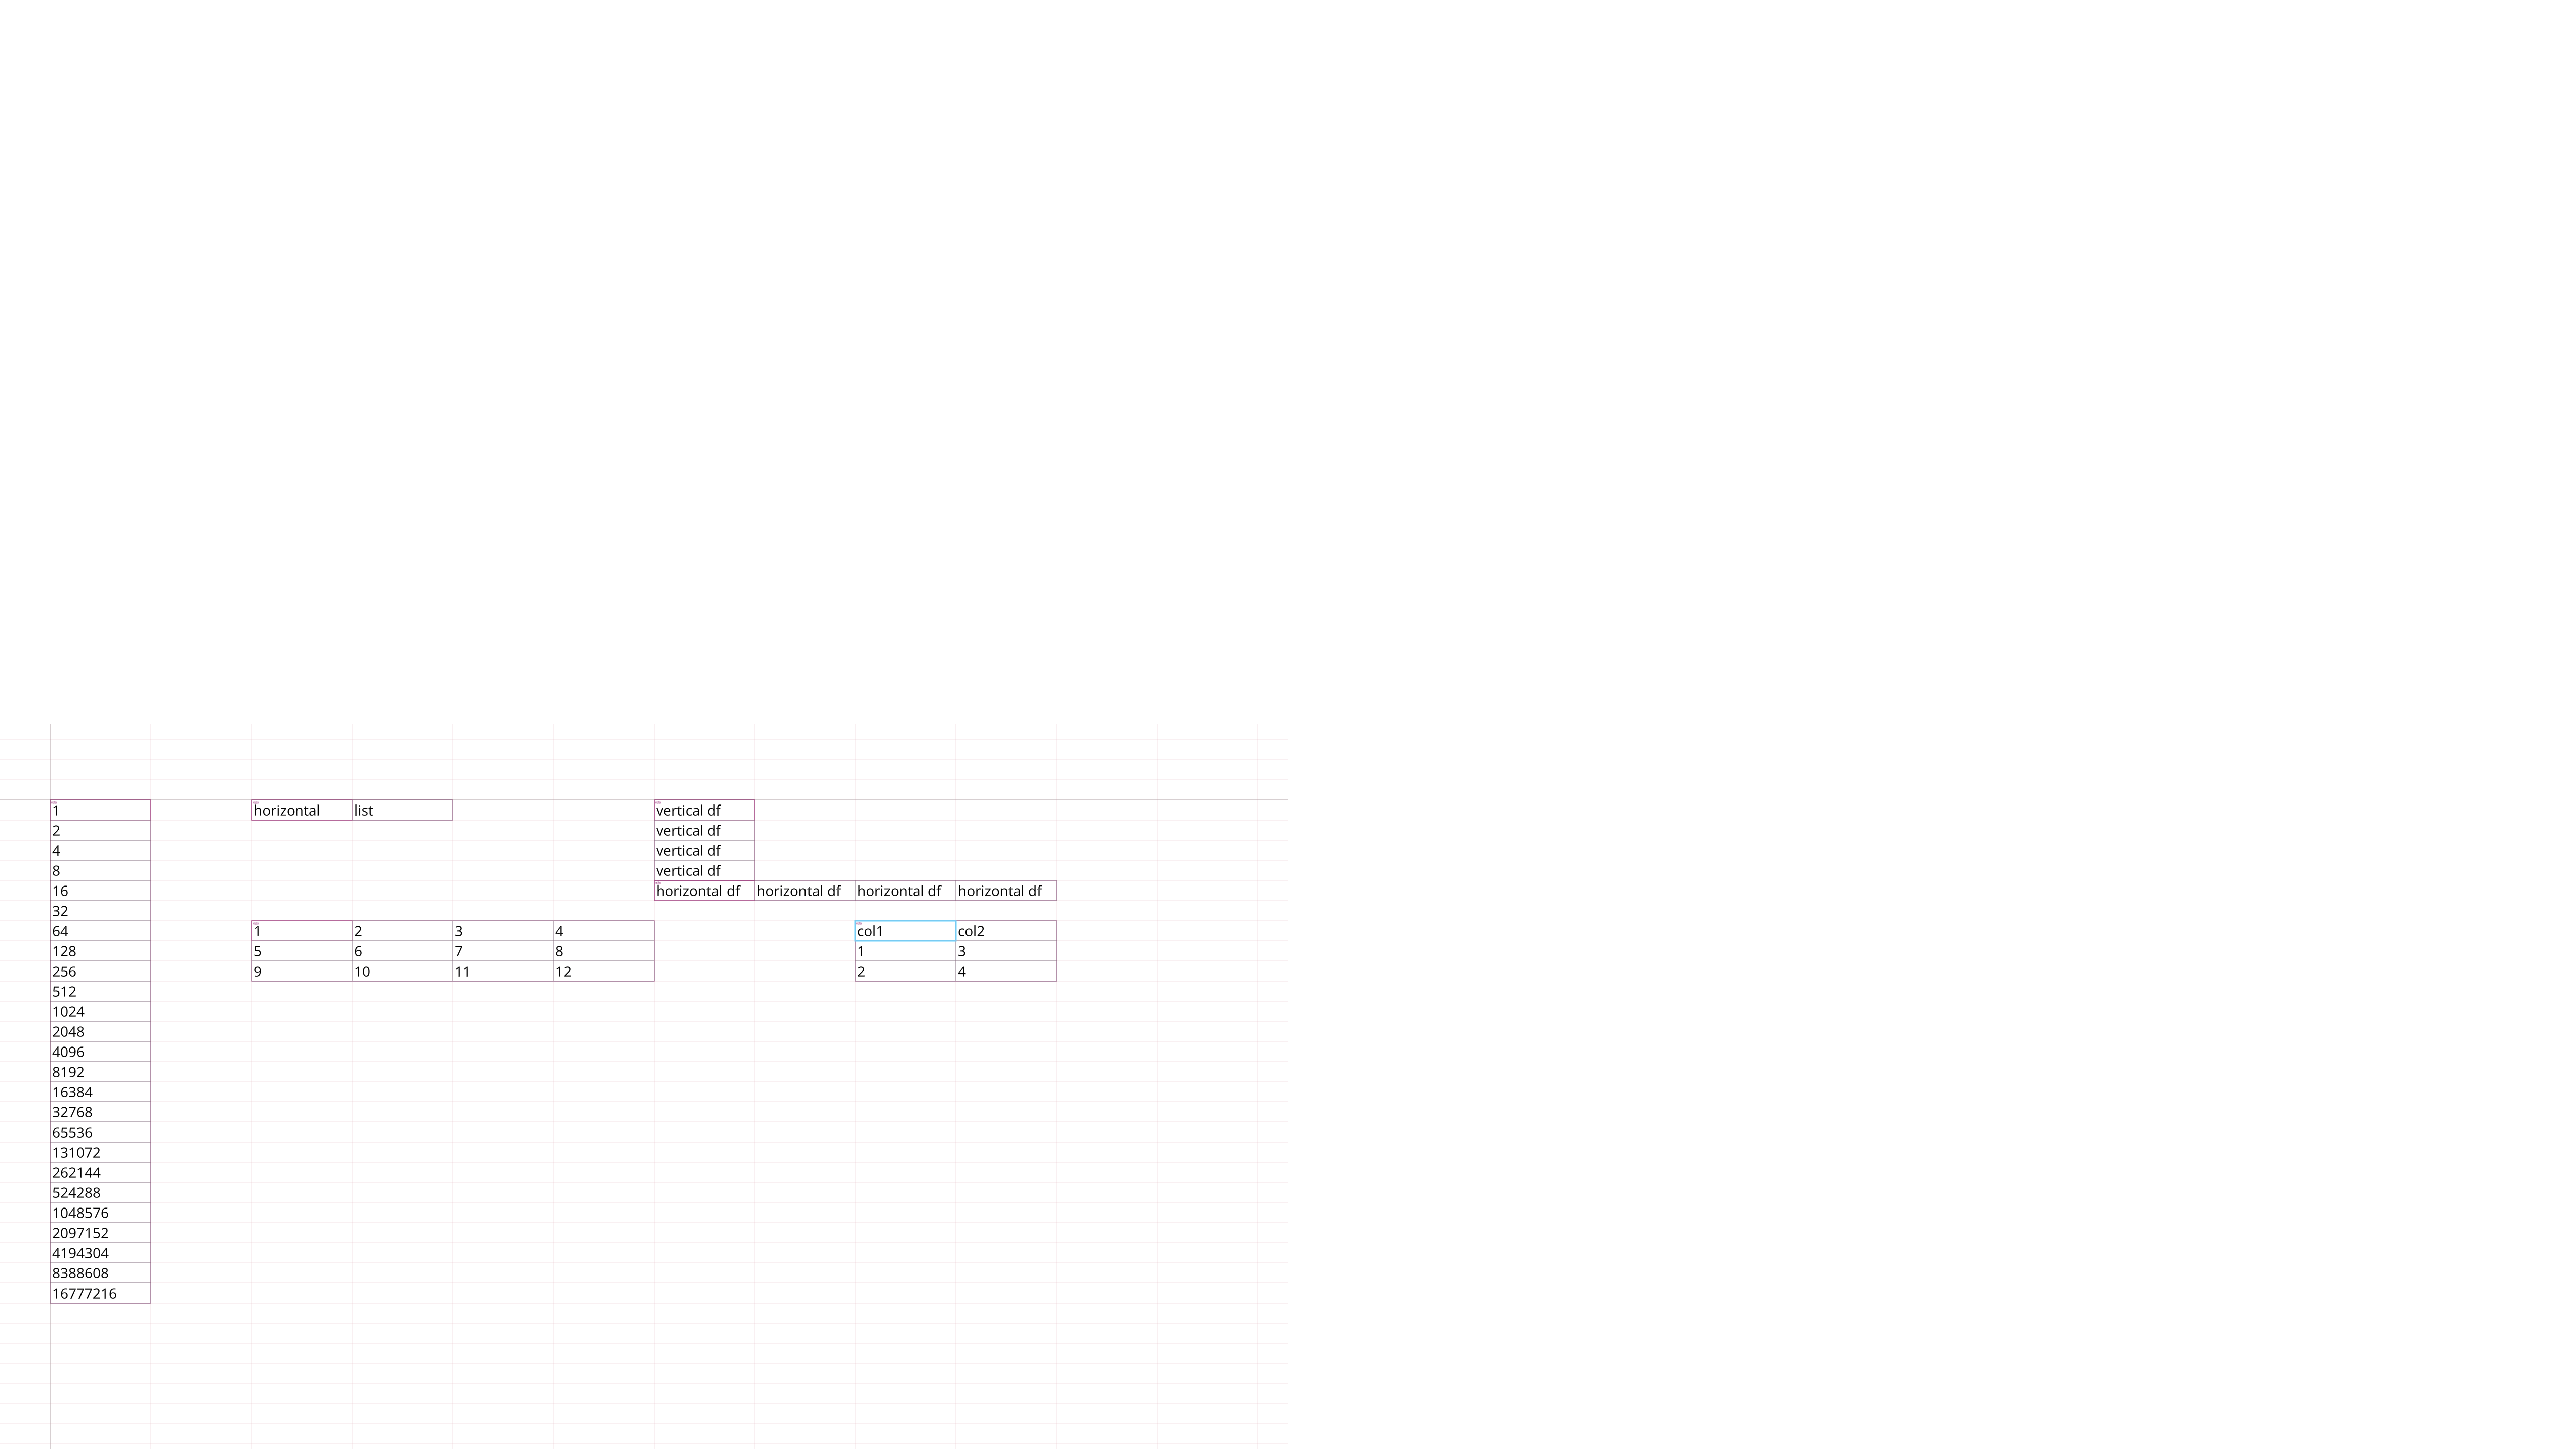 1 horizontal list vertical df
2 vertical df
4 vertical df
8 vertical df
16 horizontal df horizontal df horizontal df horizontal df
32
64 1 2 3 4 col1 col2
128 5 6 7 8 1 3
256 9 10 11 12 2 4
512
1024
2048
4096
8192
16384
32768
65536
131072
262144
524288
1048576
2097152
4194304
8388608
16777216